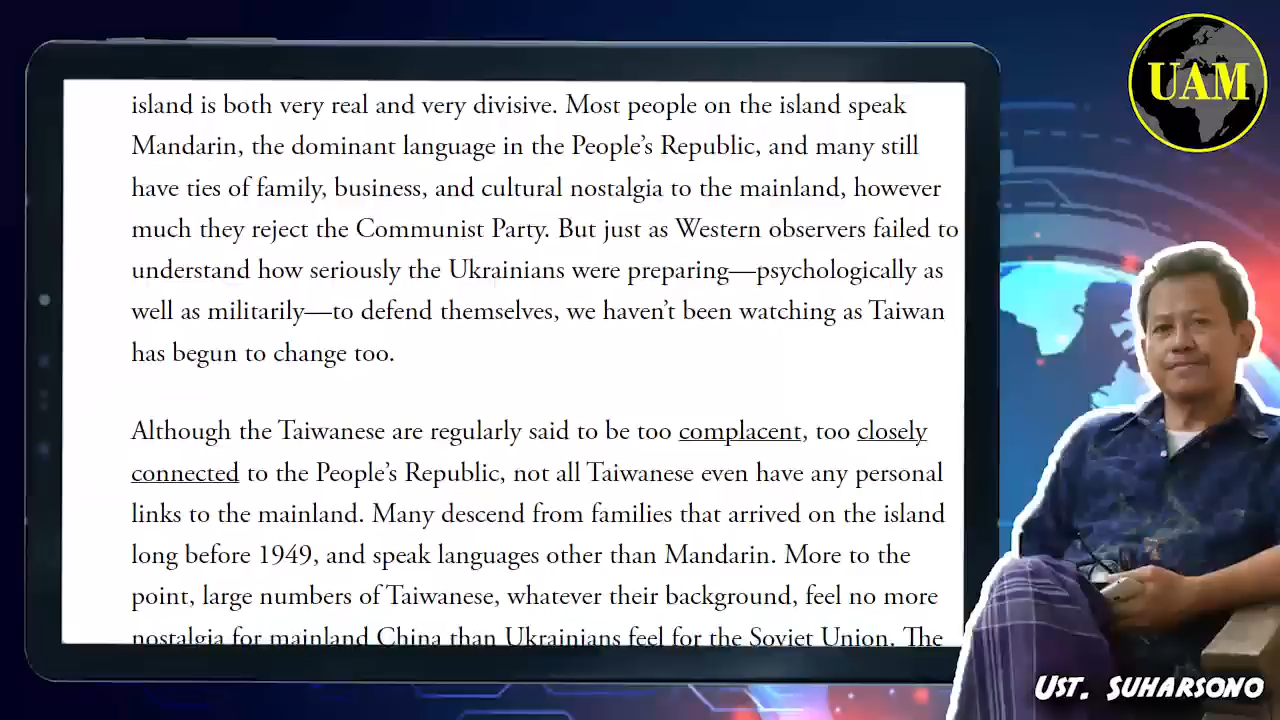 UAM
island is both very real and very divisive. Most people on the island speak
Mandarin, the dominant language in the People’s Republic, and many still
have ties of family, business, and cultural nostalgia to the mainland, however
much they reject the Communist Party. But just as Western observers failed to
understand how seriously the Ukrainians were preparing—psychologically as
well as militarily—to defend themselves, we haven’t been watching as Taiwan
has begun to change too.
Although the Taiwanese are regularly said to be too complacent, too closely
connected to the People’s Republic, not all Taiwanese even have any personal
links to the mainland. Many descend from families that arrived on the island
long before 1949, and speak languages other than Mandarin. More to the
point, large numbers of Taiwanese, whatever their background, feel no more
nostalgia for mainland China than Ukrainians feel for the Soviet Union. The
UST. SUHARSONO